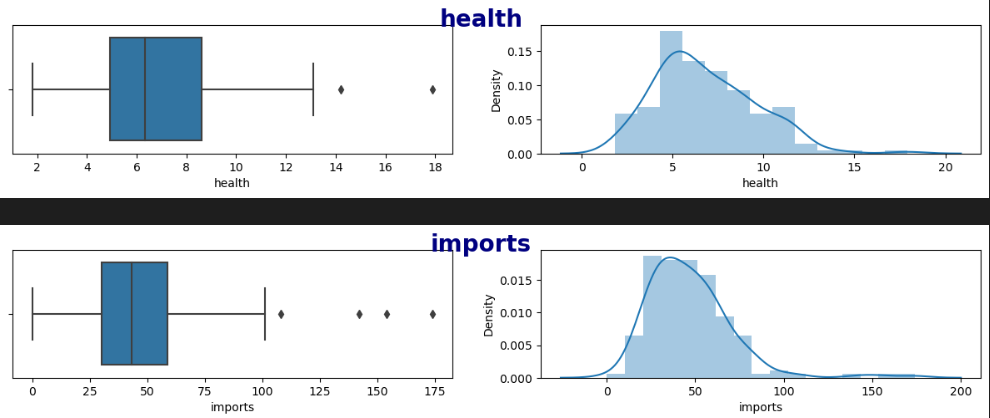 health
2 4 6 8 10 12 14 16 18
health
Density
0.15
0.10
0.05
0.00
0 5 10 15 20
health
imports
0 25 50 75 100 125 150 175
imports
Density
0.015
0.010
0.005
0.000
0 50 100 150 200
imports